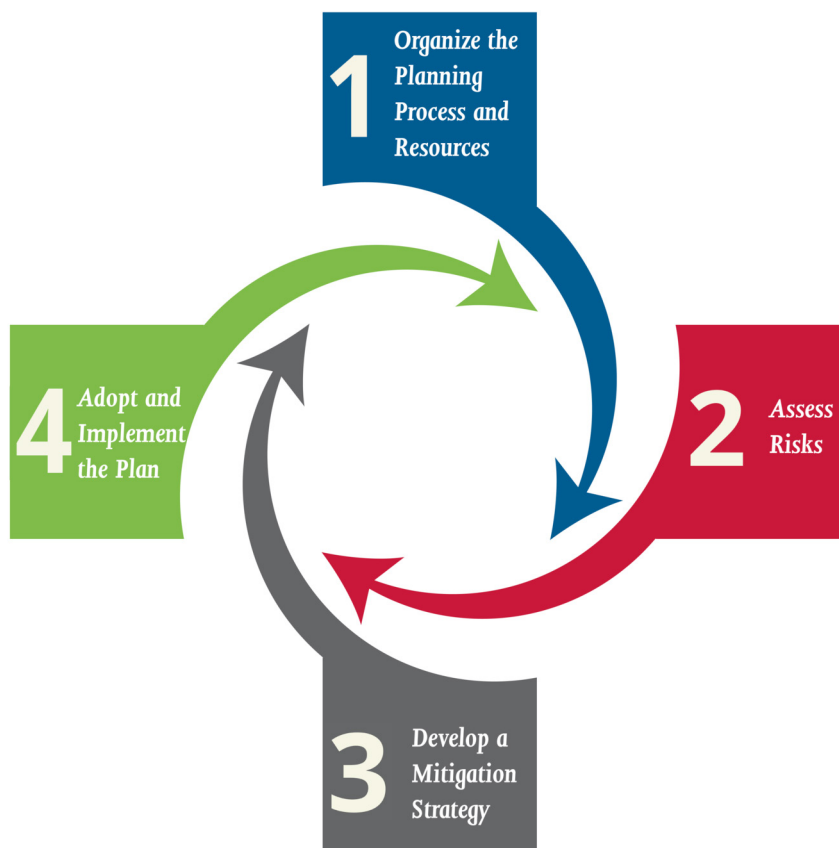 1
Organize the
Planning
Process and
Resources
2
Assess
Risks
3
Develop a
Mitigation
Strategy
4
Adopt and
Implement
the Plan